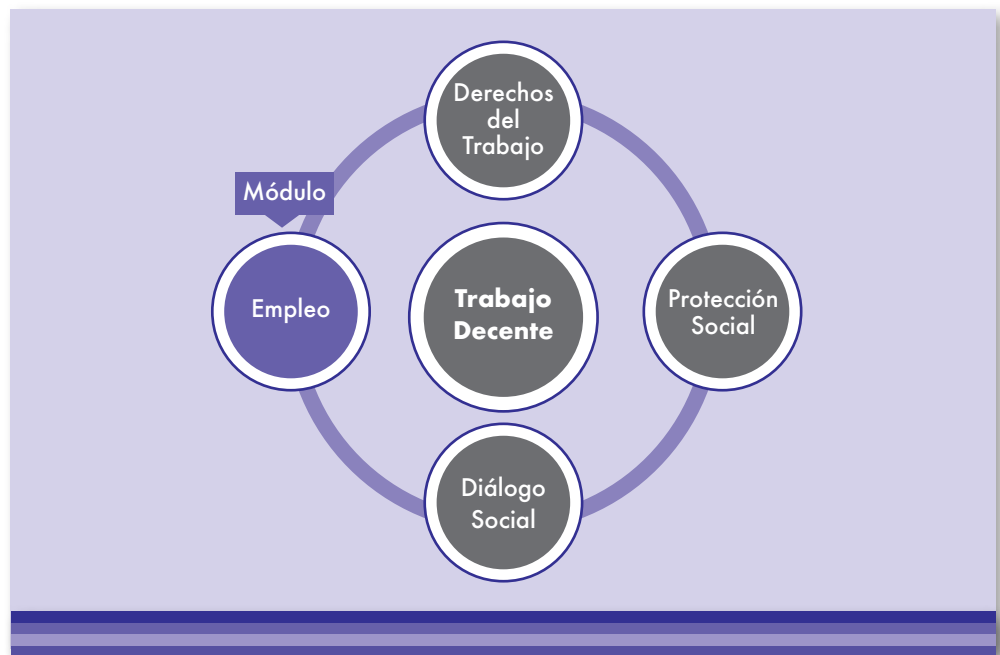 Derechos
del
Trabajo
Módulo
Empleo
Trabajo
Decente
Protección
Social
Diálogo
Social